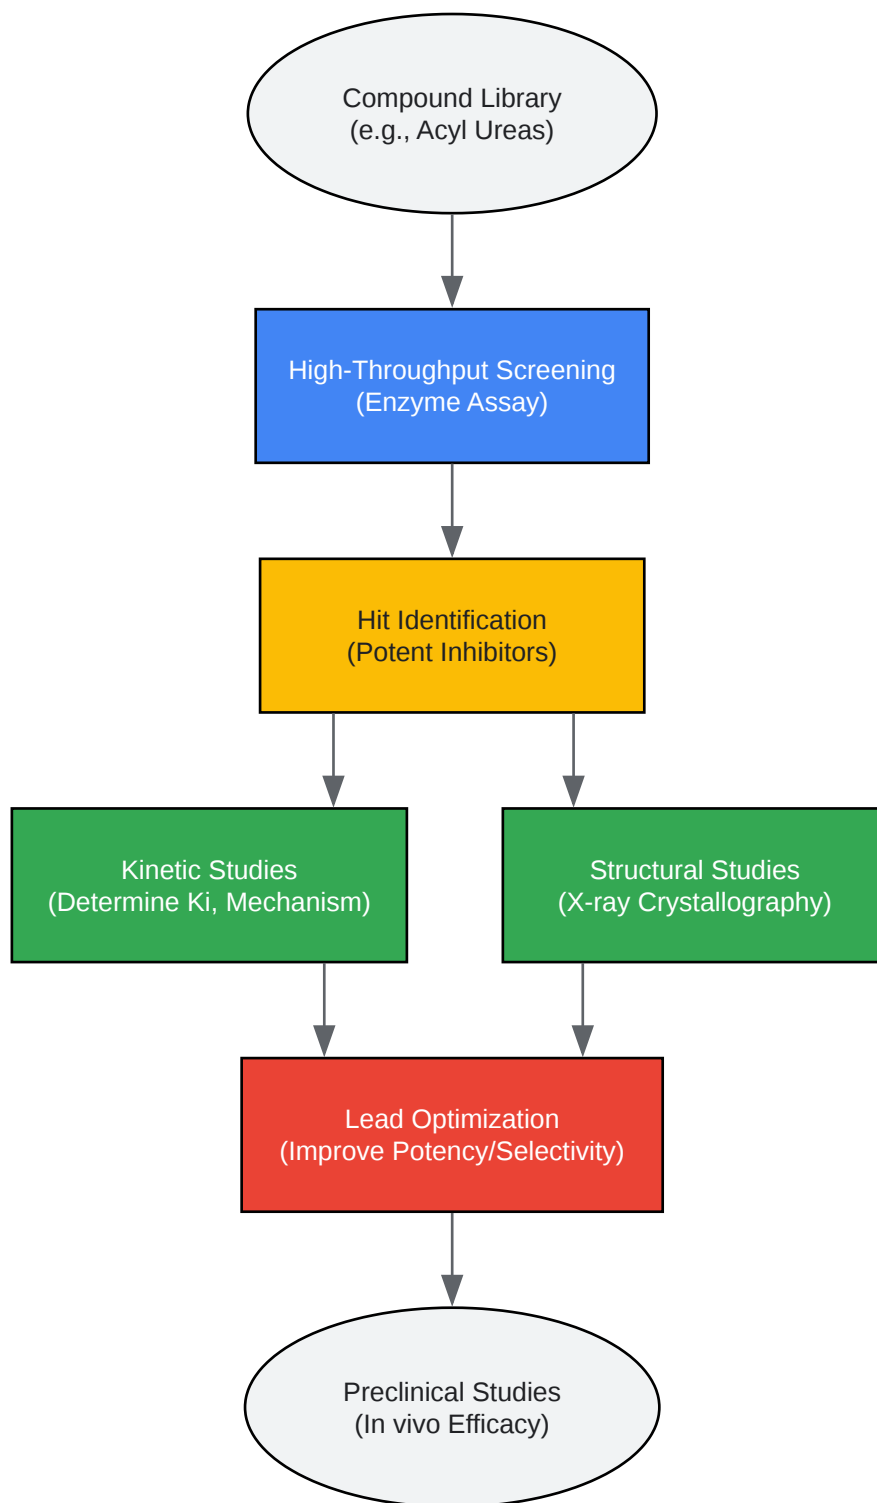 Compound Library
(e.g., Acyl Ureas)
High-Throughput Screening
(Enzyme Assay)
Hit Identification
(Potent Inhibitors)
Kinetic Studies
(Determine Ki, Mechanism)
Structural Studies
(X-ray Crystallography)
Lead Optimization
(Improve Potency/Selectivity)
Preclinical Studies
(In vivo Efficacy)